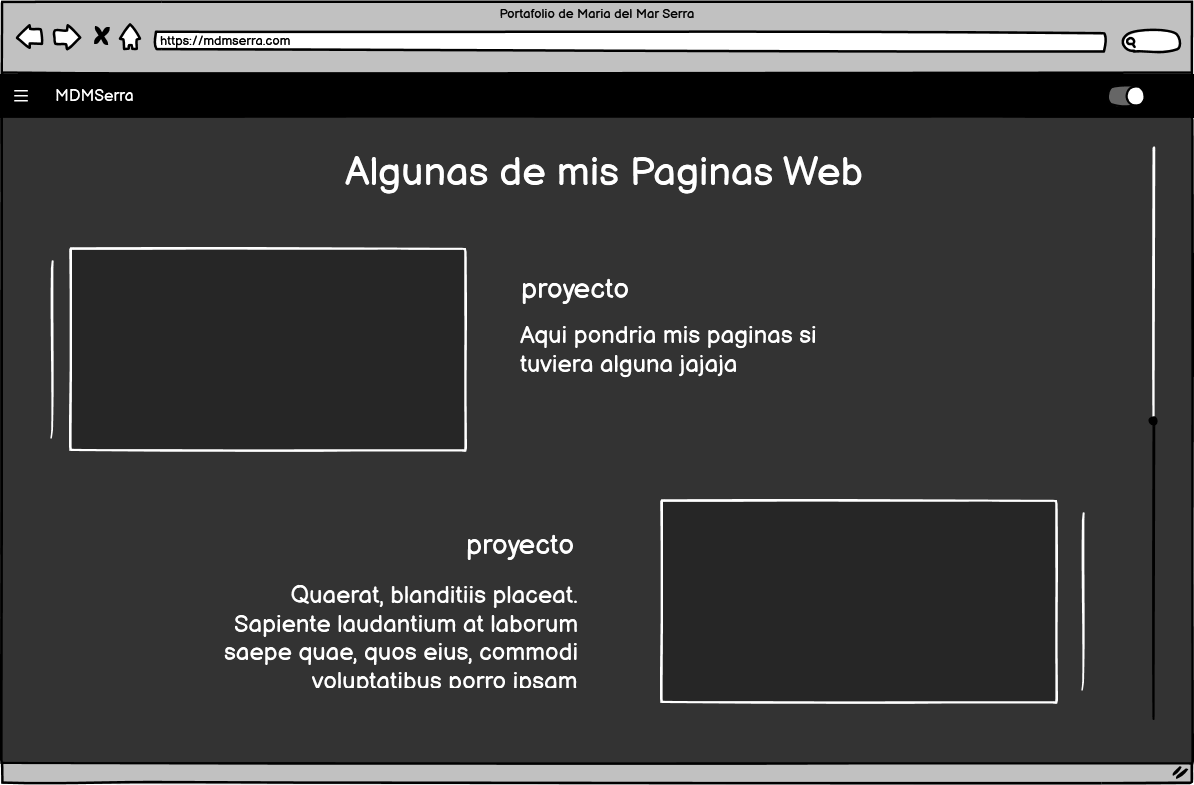 Portafolio de Maria del Mar Serra
https://mdmserra.com
MDMSerra
Algunas de mis Paginas Web
proyecto
Aqui pondria mis paginas si
tuviera alguna jajaja
proyecto
Quaerat, blanditiis placeat.
Sapiente laudantium at laborum
saepe quae, quos eius, commodi
voluptatibus porro ipsam